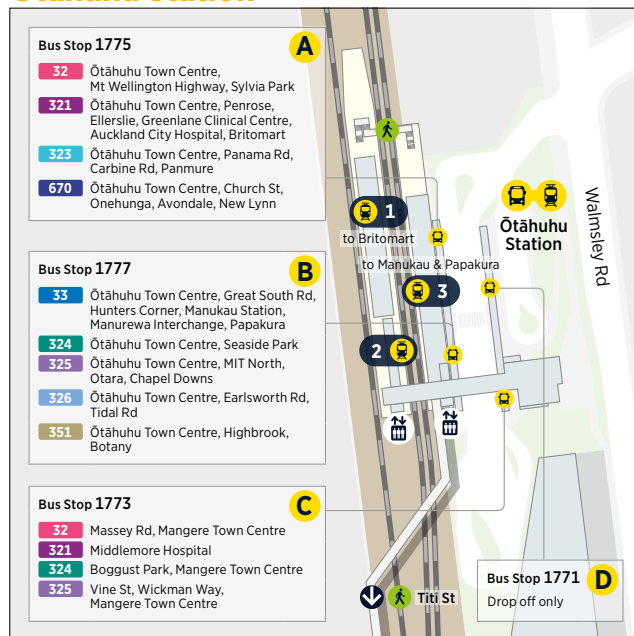 Bus Stop 1775
A
32 Ōtāhuhu Town Centre,
Mt Wellington Highway, Sylvia Park
321 Ōtāhuhu Town Centre, Penrose,
Ellerslie, Greenlane Clinical Centre,
Auckland City Hospital, Britomart
323 Ōtāhuhu Town Centre, Panama Rd,
Carbine Rd, Panmure
670 Ōtāhuhu Town Centre, Church St,
Onehunga, Avondale, New Lynn
Bus Stop 1777
B
33 Ōtāhuhu Town Centre, Great South Rd,
Hunters Corner, Manukau Station,
Manurewa Interchange, Papakura
324 Ōtāhuhu Town Centre, Seaside Park
325 Ōtāhuhu Town Centre, MIT North,
Otara, Chapel Downs
326 Ōtāhuhu Town Centre, Earlsworth Rd,
Tidal Rd
351 Ōtāhuhu Town Centre, Highbrook,
Botany
Bus Stop 1773
C
32 Massey Rd, Mangere Town Centre
321 Middlemore Hospital
324 Boggust Park, Mangere Town Centre
325 Vine St, Wickman Way,
Mangere Town Centre
1
to Britomart
to Manukau & Papakura
3
2
Ōtāhuhu
Station
Walmsley Rd
Titi St
Bus Stop 1771
D
Drop off only